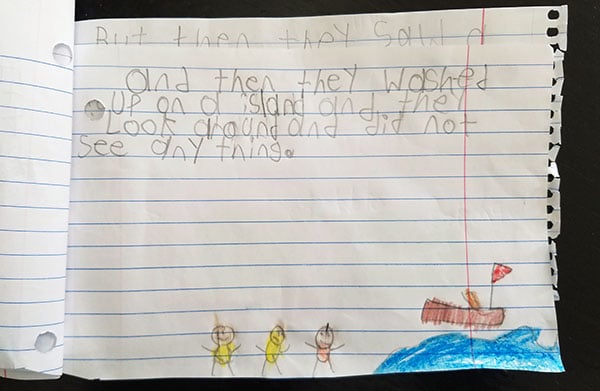 But then they saw a
and then they washed
UP on a island and they
Look around and did not
see any thing.